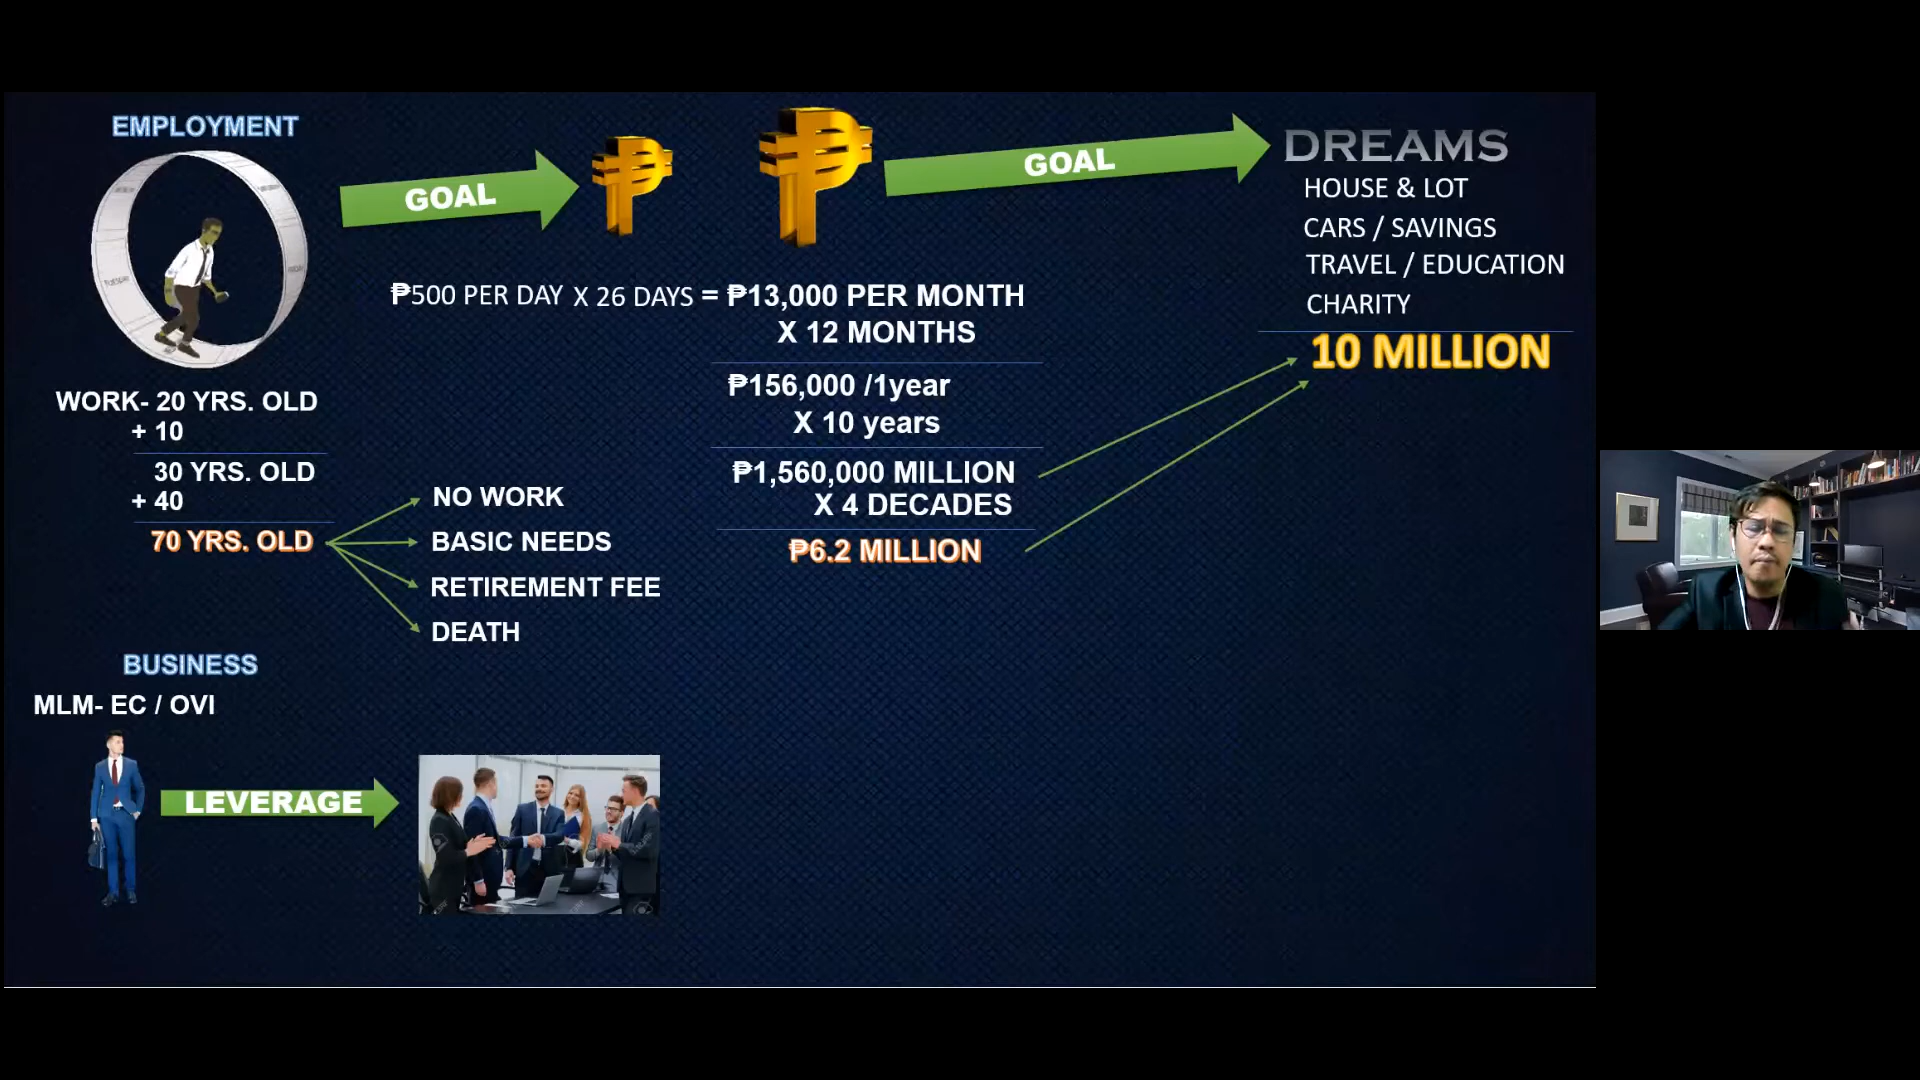 EMPLOYMENT
GOAL
GOAL
DREAMS
HOUSE & LOT
CARS / SAVINGS
TRAVEL / EDUCATION
CHARITY
10 MILLION
TUESDAY
₱500 PER DAY X 26 DAYS = ₱13,000 PER MONTH
X 12 MONTHS
₱156,000 /1year
X 10 years
₱1,560,000 MILLION
X 4 DECADES
₱6.2 MILLION
WORK- 20 YRS. OLD
+ 10
30 YRS. OLD
+ 40
70 YRS. OLD
NO WORK
BASIC NEEDS
RETIREMENT FEE
DEATH
BUSINESS
MLM- EC / OVI
LEVERAGE